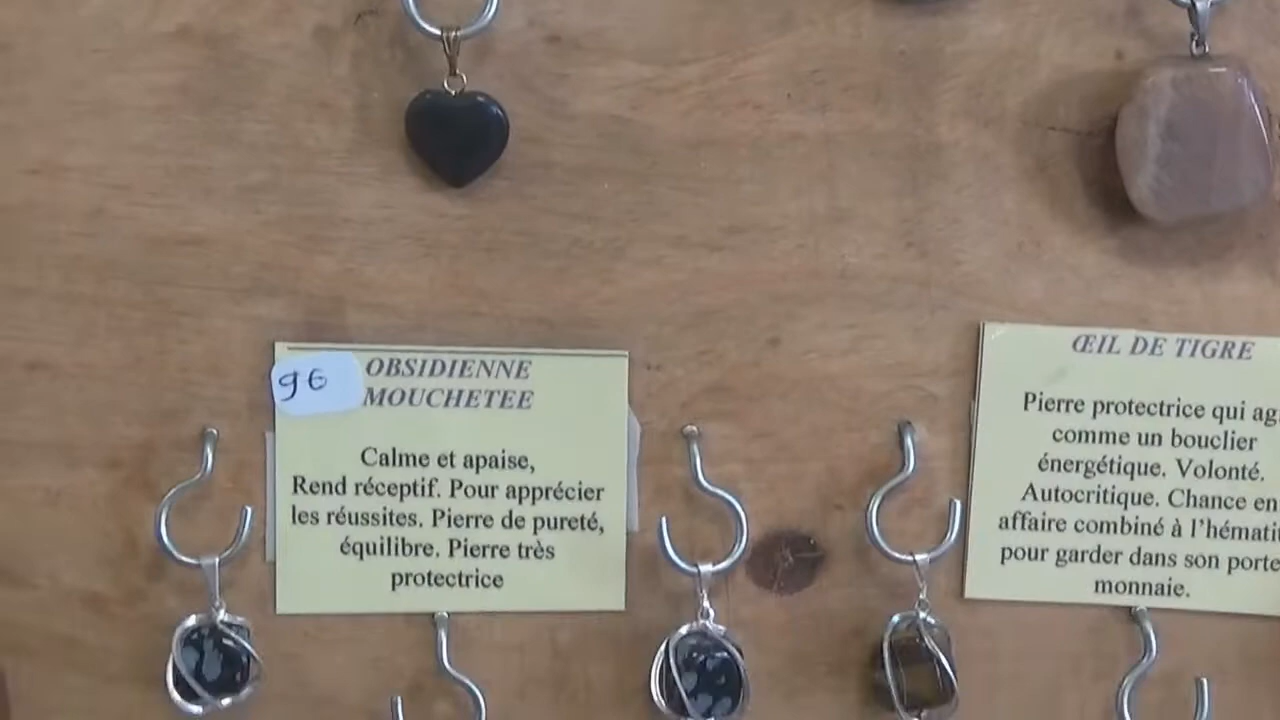 OBSIDIENNE
MOUCHETEE
9€
Calme et apaise,
Rend réceptif. Pour apprécier
les réussites. Pierre de pureté,
équilibre. Pierre très
protectrice
ŒIL DE TIGRE
Pierre protectrice qui
comme un bouclier
énergétique. Volonté.
Autocritique. Chance en
affaire combiné à
pour garder dans son porte
monnaie.